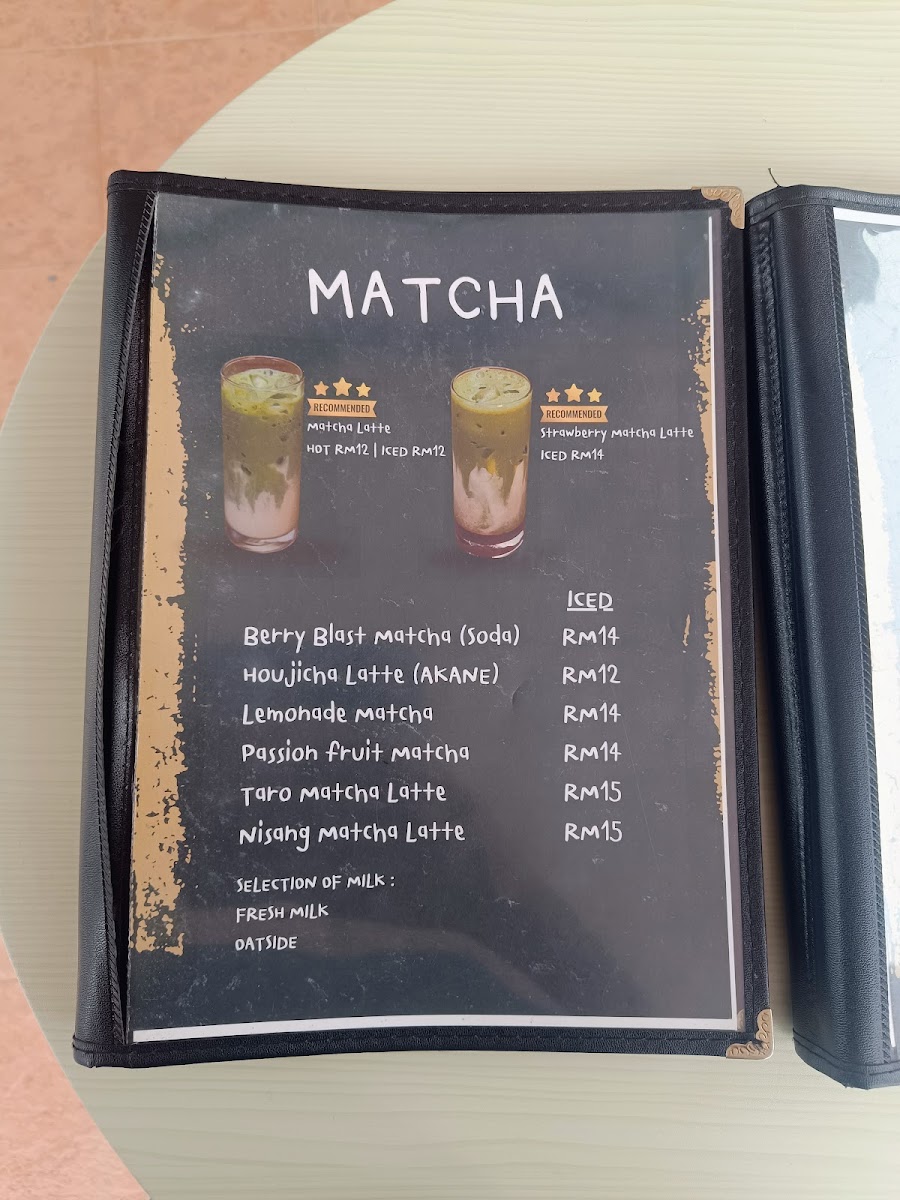 MATCHA
RECOMMENDED
Matcha Latte
HOT RM12 | ICED RM12
RECOMMENDED
Strawberry Matcha Latte
ICED RM14
ICED
Berry Blast Matcha (Soda) RM14
Houjicha Latte (AKANE) RM12
Lemonade Matcha RM14
Passion fruit Matcha RM14
Taro Matcha Latte RM15
Nisang Matcha Latte RM15
SELECTION OF MILK :
FRESH MILK
OATSIDE